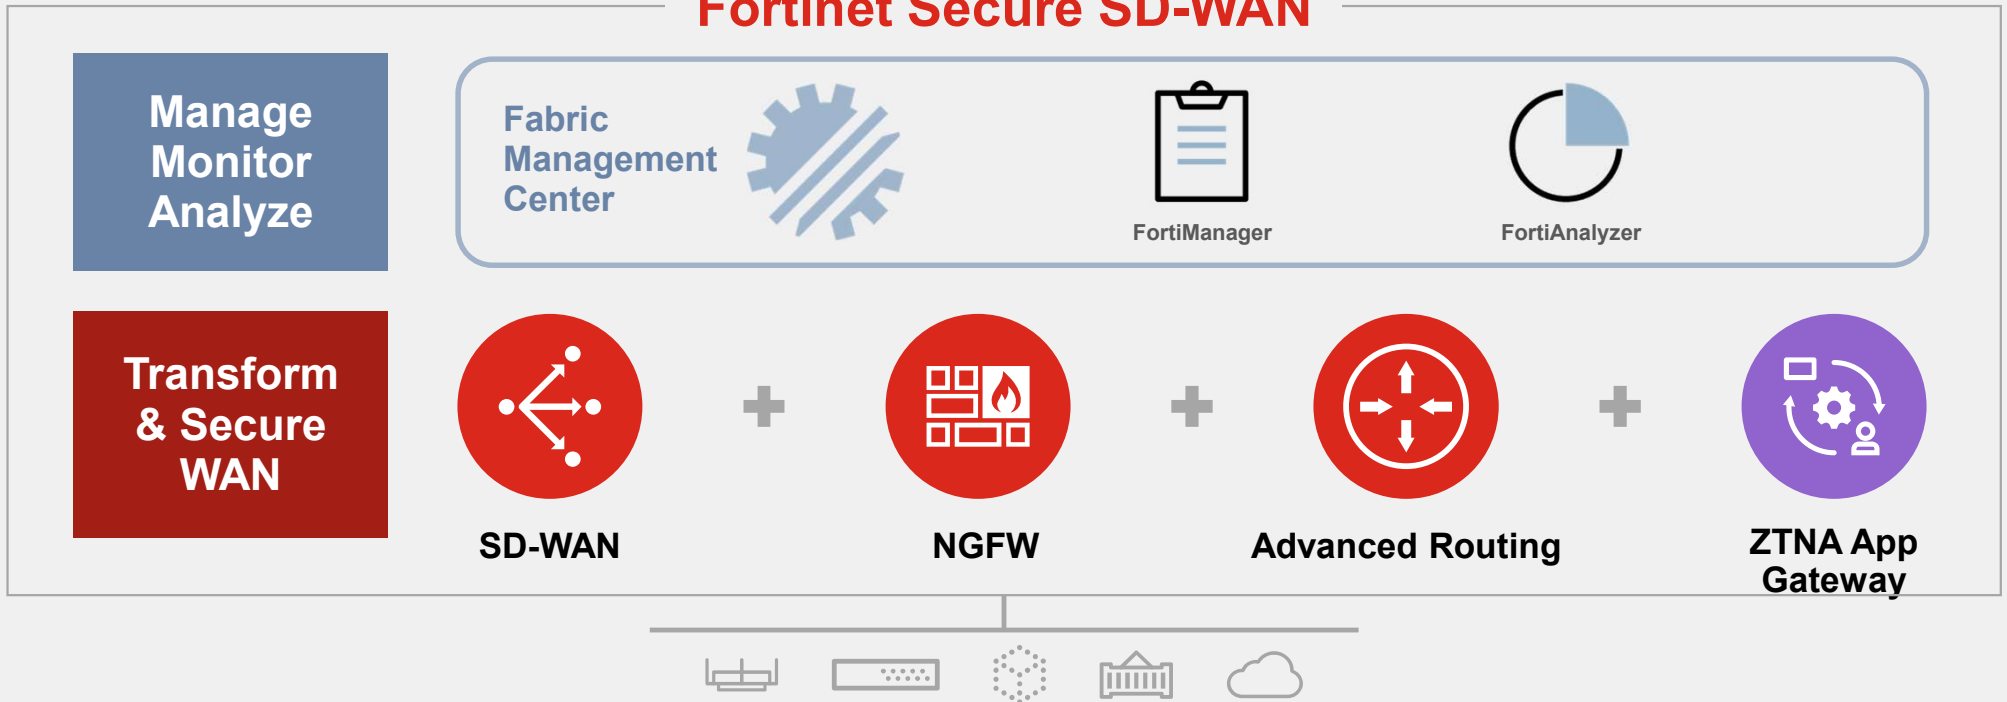 Fortinet Secure SD-WAN
Manage
Monitor
Analyze
Fabric
Management
Center
FortiManager
FortiAnalyzer
Transform
& Secure
WAN
SD-WAN
NGFW
Advanced Routing
ZTNA App
Gateway